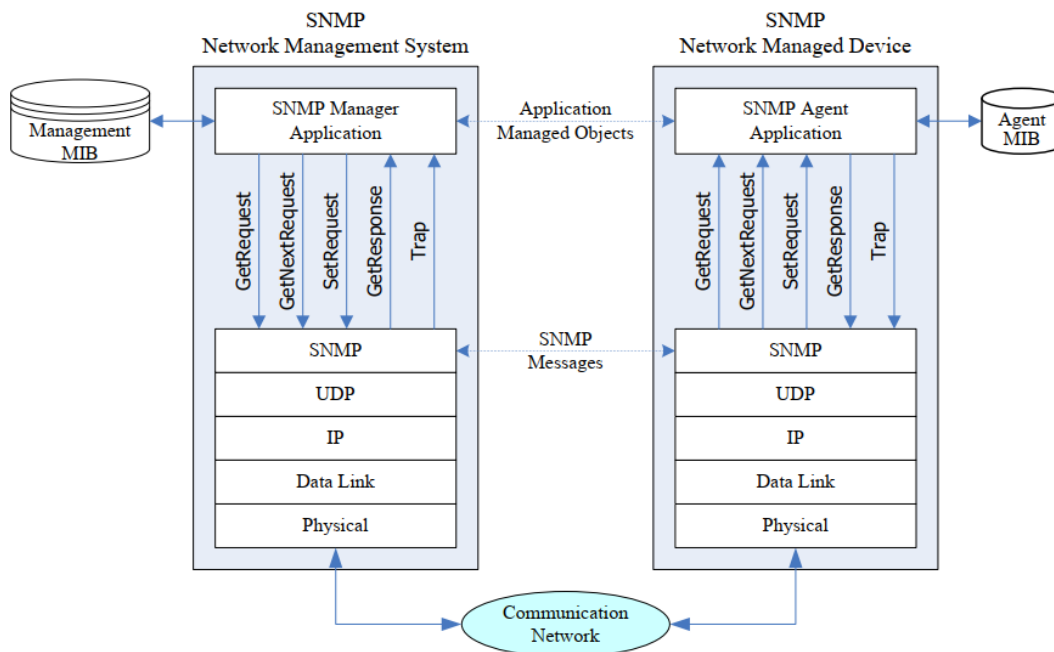 SNMP
Network Management System
SNMP
Network Managed Device
Management
MIB
SNMP Manager
Application
Application
Managed Objects
SNMP Agent
Application
Agent
MIB
GetRequest
GetNextRequest
SetRequest
GetResponse
Trap
GetRequest
GetNextRequest
SetRequest
GetResponse
Trap
SNMP
UDP
IP
Data Link
Physical
SNMP
Messages
SNMP
UDP
IP
Data Link
Physical
Communication
Network